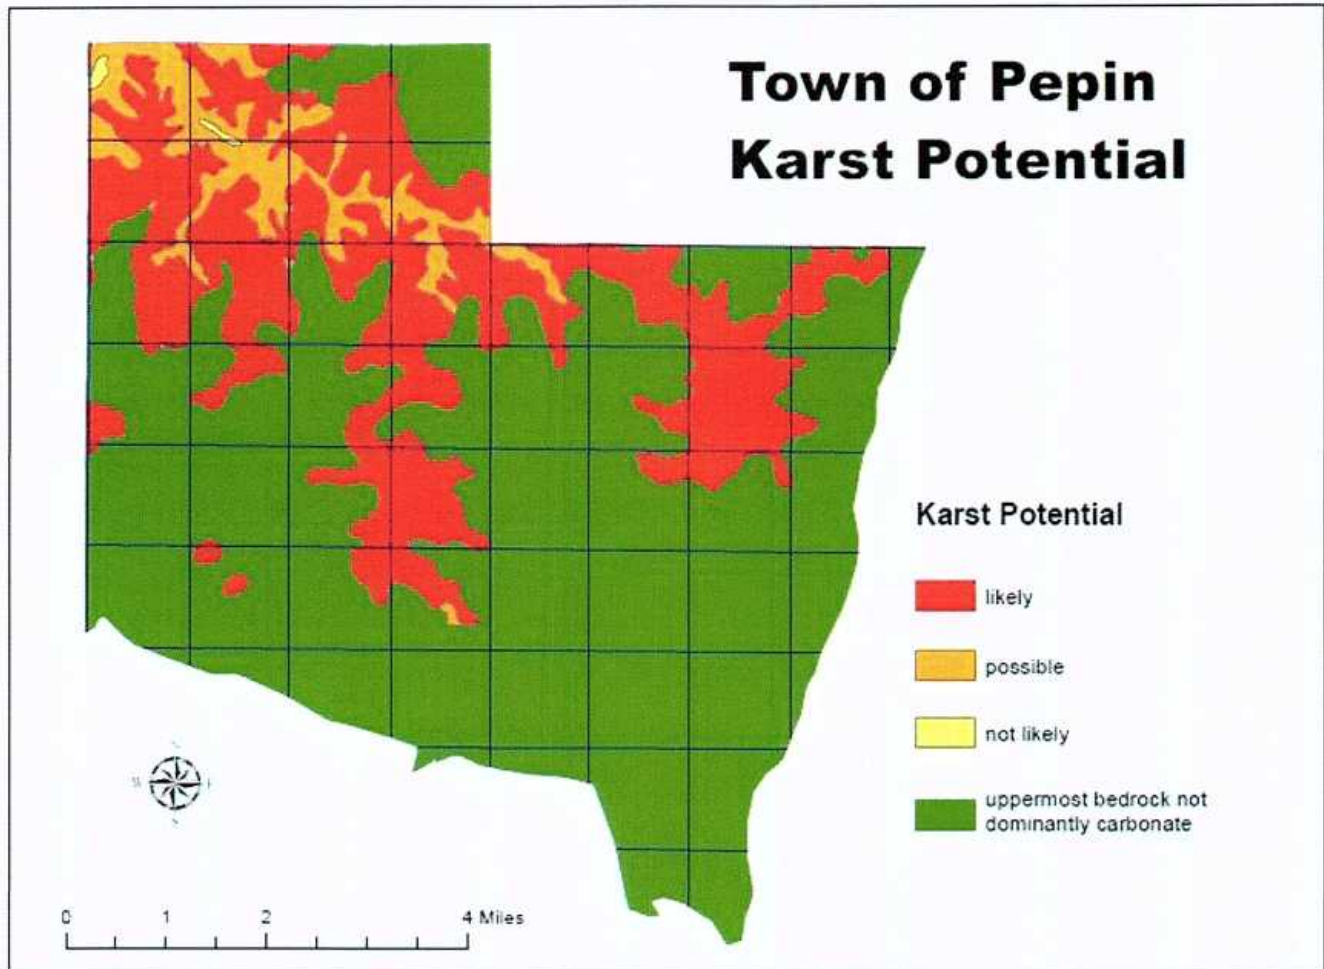 Town of Pepin
Karst Potential
Karst Potential
likely
possible
not likely
uppermost bedrock not
dominantly carbonate
0 1 2 4 Miles